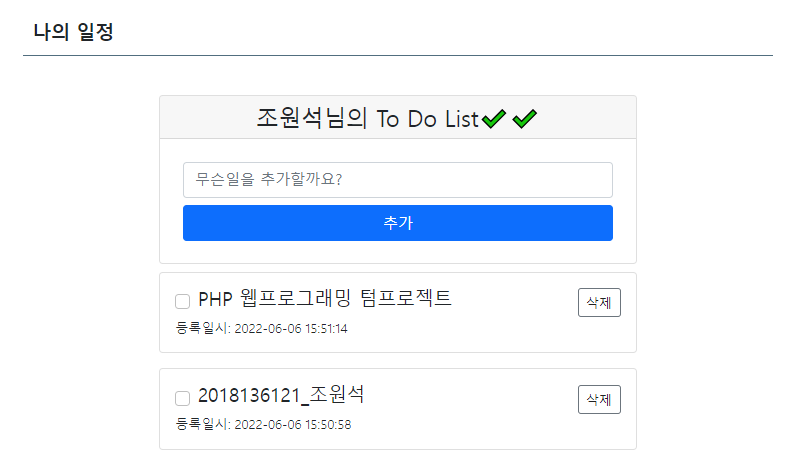 나의 일정
조원석님의 To Do List✔ ✔
무슨일을 추가할까요?
추가
PHP 웹프로그래밍 텀프로젝트
삭제
등록일시: 2022-06-06 15:51:14
2018136121_조원석
삭제
등록일시: 2022-06-06 15:50:58